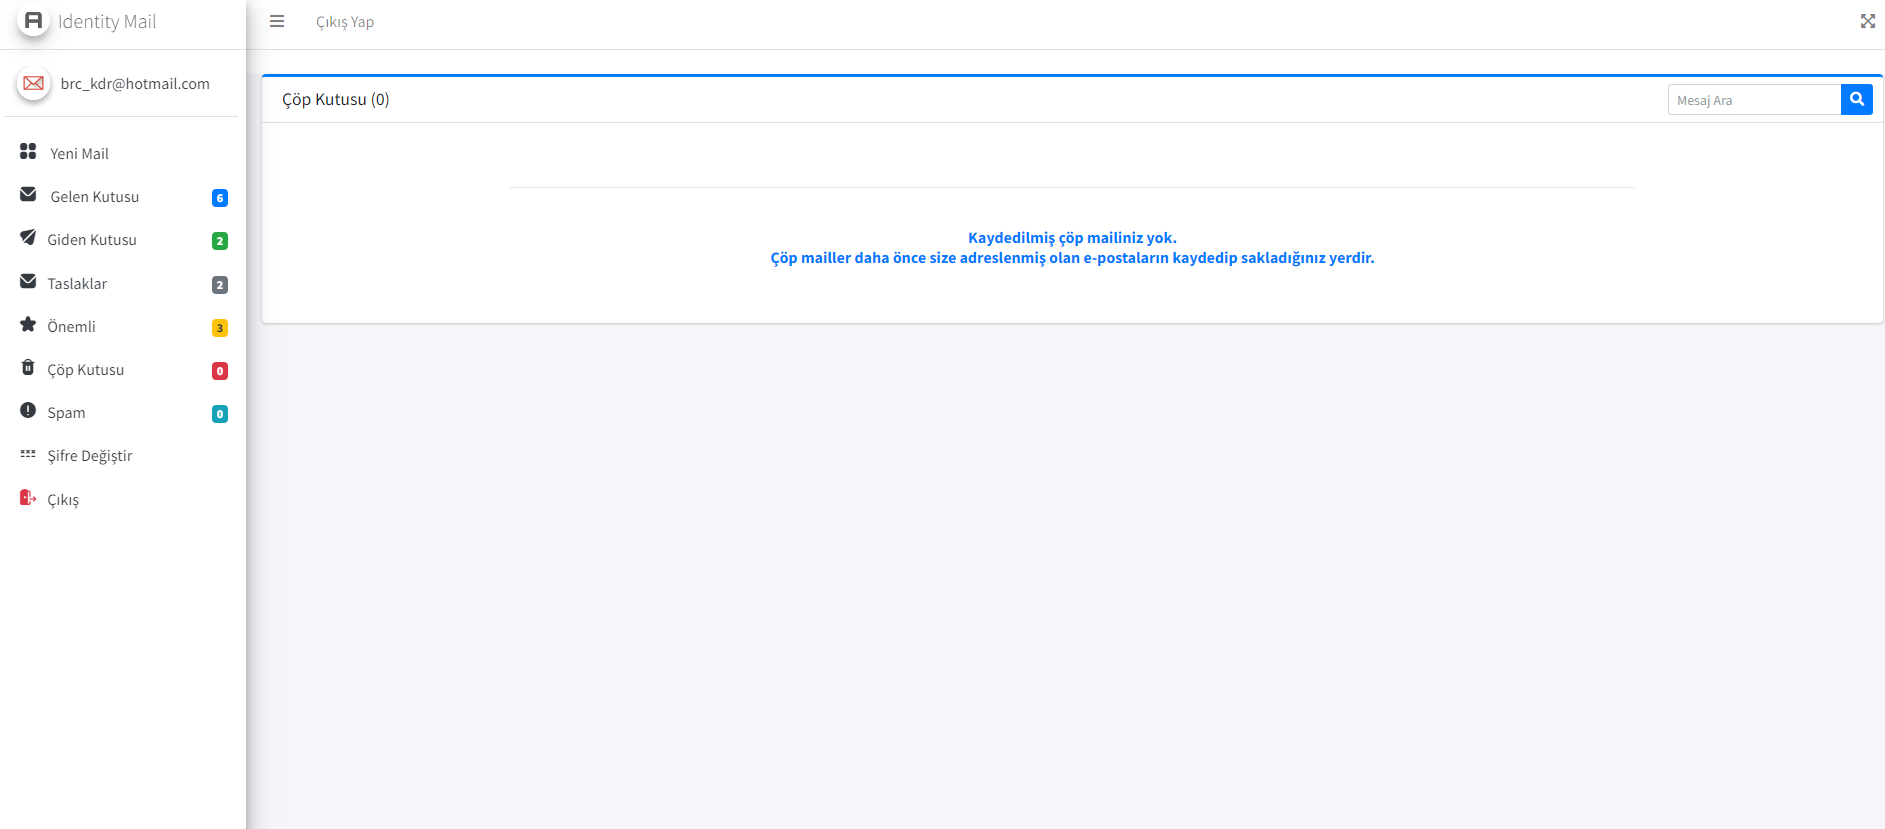 Identity Mail
Çıkış Yap
brc_kdr@hotmail.com
Yeni Mail
Gelen Kutusu 6
Giden Kutusu 2
Taslaklar 2
Önemli 3
Çöp Kutusu 0
Spam 0
Şifre Değiştir
Çıkış
Çöp Kutusu (0)
Mesaj Ara
Kaydedilmiş çöp mailiniz yok.
Çöp mailler daha önce size adreslenmiş olan e-postaların kaydedip sakladığınız yerdir.